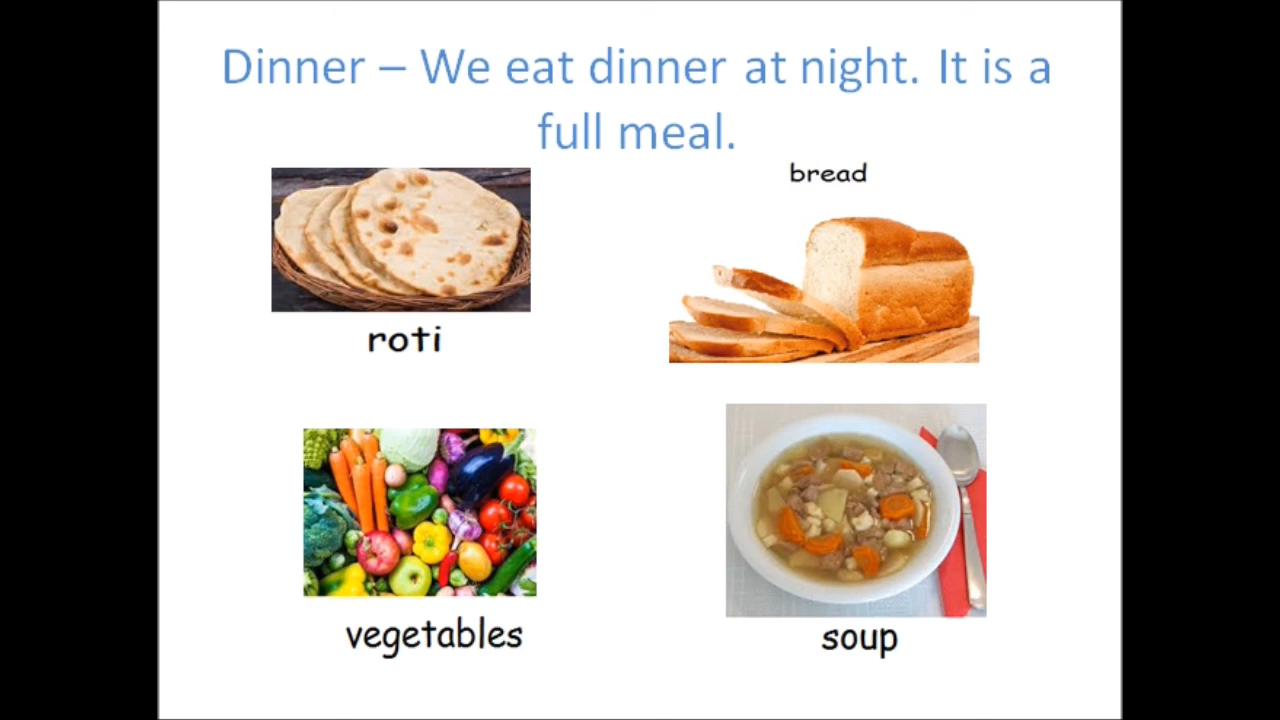 Dinner – We eat dinner at night. It is a
full meal.
bread
roti
vegetables
soup